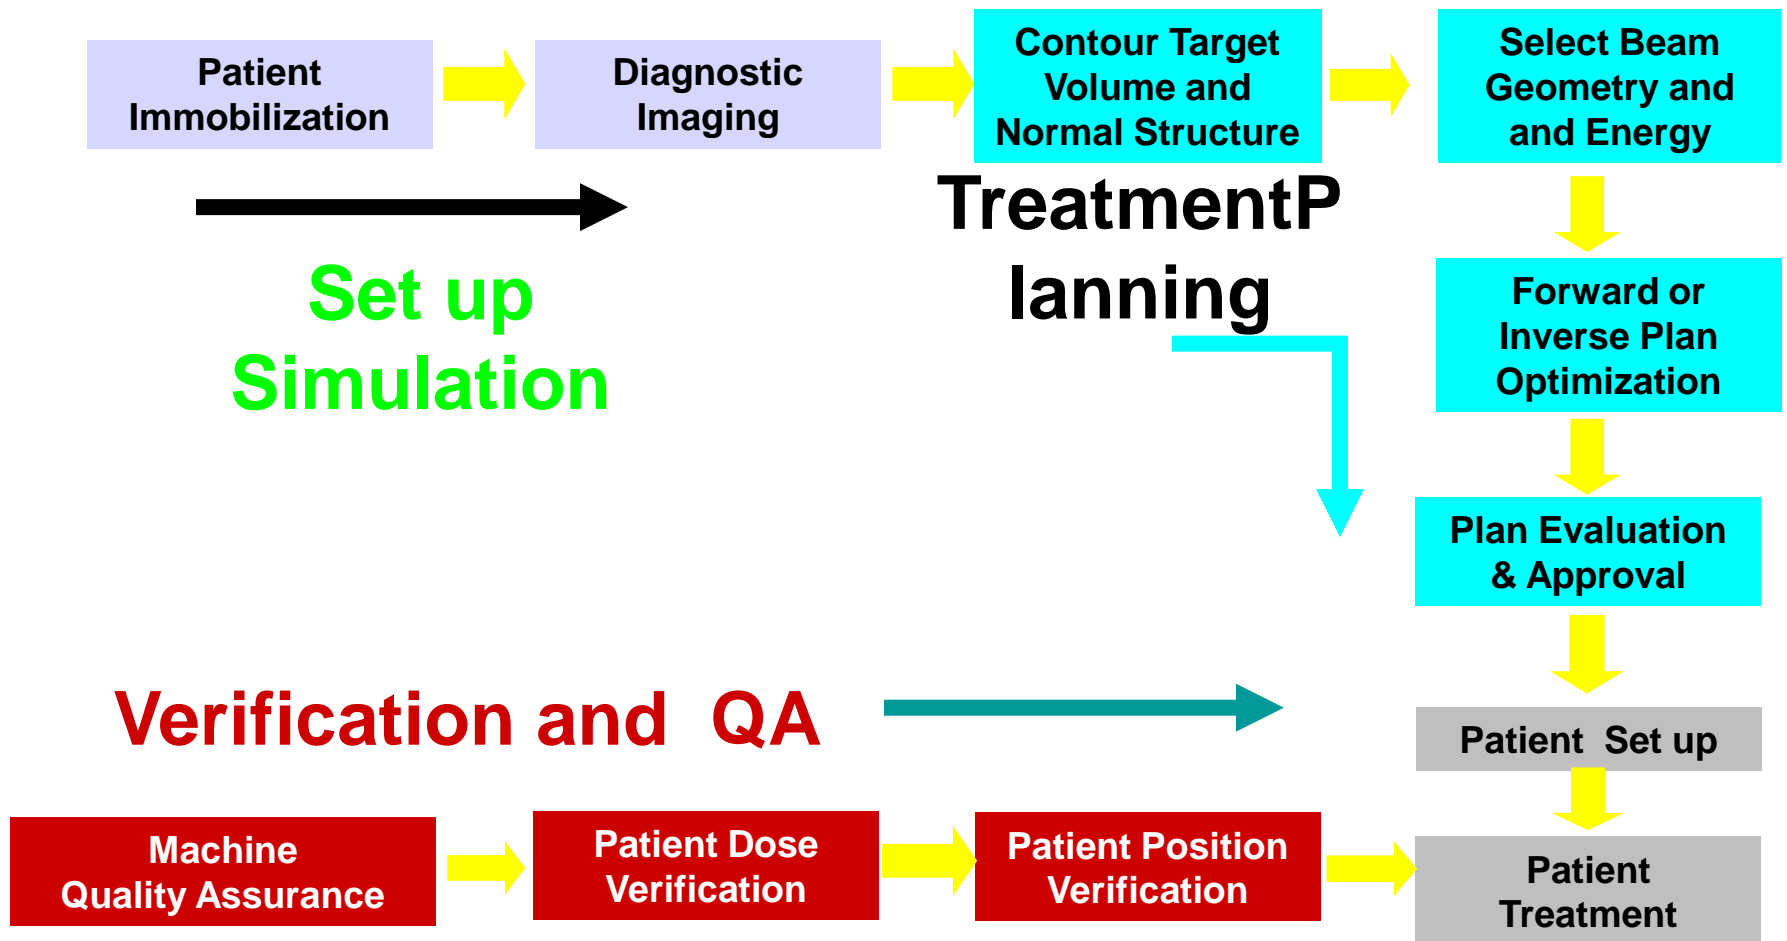 Patient
Immobilization
Diagnostic
Imaging
Contour Target
Volume and
Normal Structure
Select Beam
Geometry and
and Energy
TreatmentP
lanning
Set up
Simulation
Forward or
Inverse Plan
Optimization
Plan Evaluation
& Approval
Verification and QA
Patient Set up
Machine
Quality Assurance
Patient Dose
Verification
Patient Position
Verification
Patient
Treatment